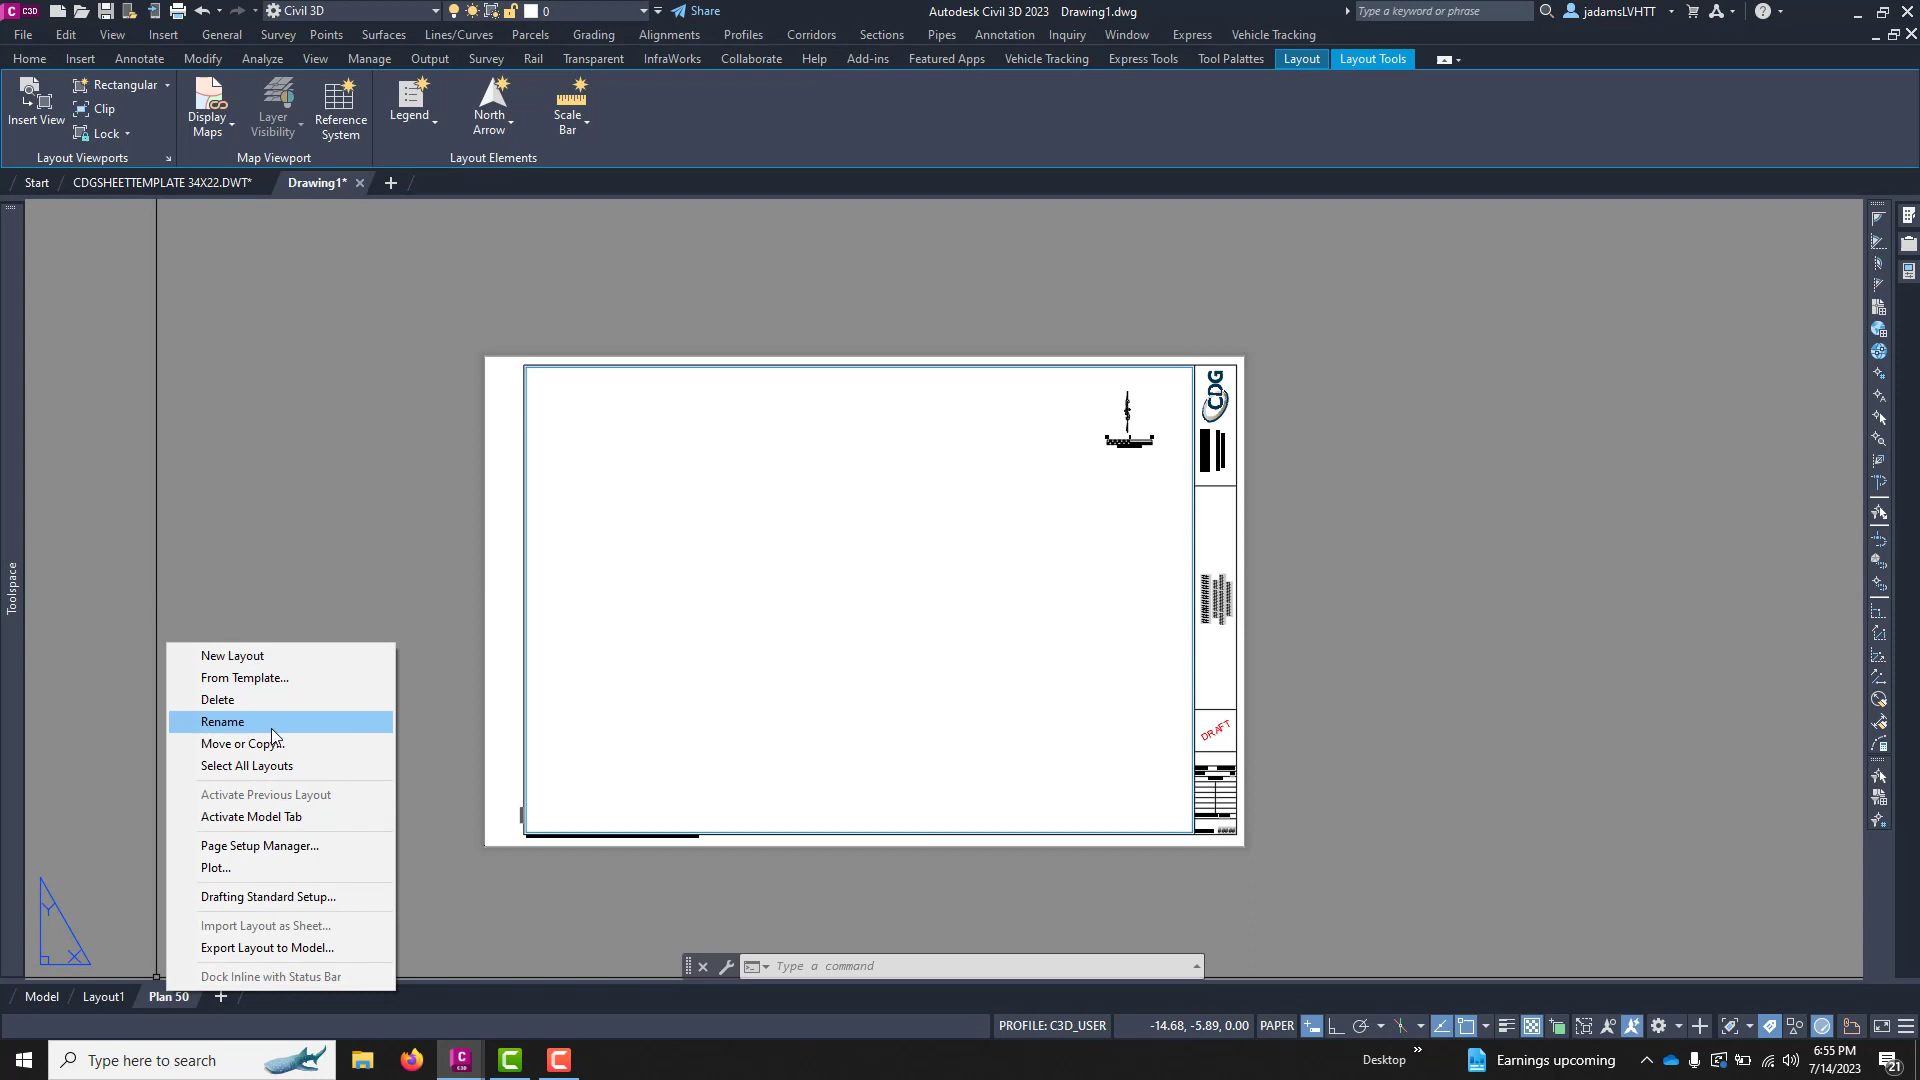 C3D
Civil 3D
0
Share
Autodesk Civil 3D 2023 Drawing1.dwg
Type a keyword or phrase
jadamsLVHTT
File Edit View Insert General Survey Points Surfaces Lines/Curves Parcels Grading Alignments Profiles Corridors Sections Pipes Annotation Inquiry Window Express Vehicle Tracking
Home Insert Annotate Modify Analyze View Manage Output Survey Rail Transparent InfraWorks Collaborate Help Add-ins Featured Apps Vehicle Tracking Express Tools Tool Palettes Layout Layout Tools
Insert View
Rectangular
Clip
Lock
Display Maps
Layer Visibility
Reference System
Legend
North Arrow
Scale Bar
Layout Viewports
Map Viewport
Layout Elements
Start
CDGSHEETTEMPLATE 34X22.DWT*
Drawing1*
Toolspace
CDG
DRAFT
New Layout
From Template...
Delete
Rename
Move or Copy...
Select All Layouts
Activate Previous Layout
Activate Model Tab
Page Setup Manager...
Plot...
Drafting Standard Setup...
Import Layout as Sheet...
Export Layout to Model...
Dock Inline with Status Bar
Y
X
Type a command
Model
Layout1
Plan 50
PROFILE: C3D_USER
-14.68, -5.89, 0.00
PAPER
Type here to search
C3D
Desktop
Earnings upcoming
6:55 PM
7/14/2023
21